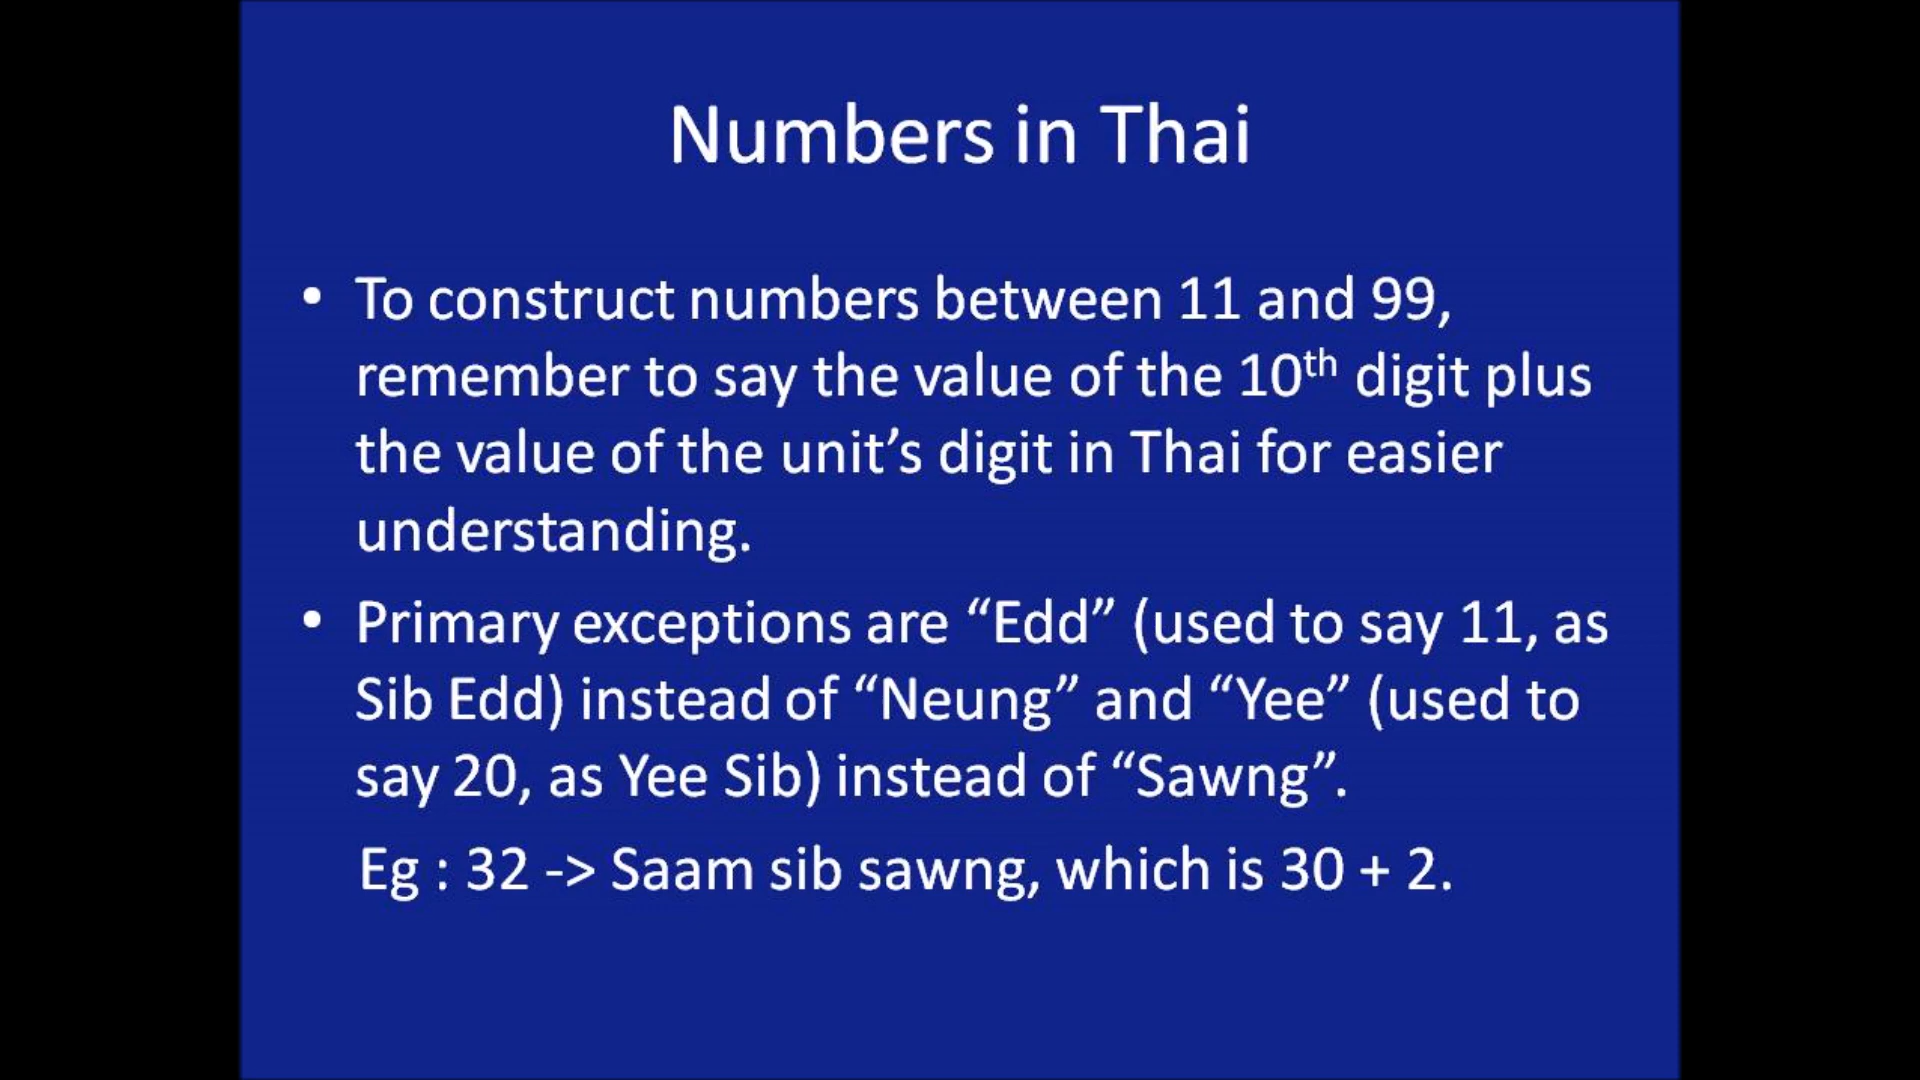 Numbers in Thai
• To construct numbers between 11 and 99,
remember to say the value of the 10th digit plus
the value of the unit’s digit in Thai for easier
understanding.
• Primary exceptions are “Edd” (used to say 11, as
Sib Edd) instead of “Neung” and “Yee” (used to
say 20, as Yee Sib) instead of “Sawng”.
Eg : 32 -> Saam sib sawng, which is 30 + 2.